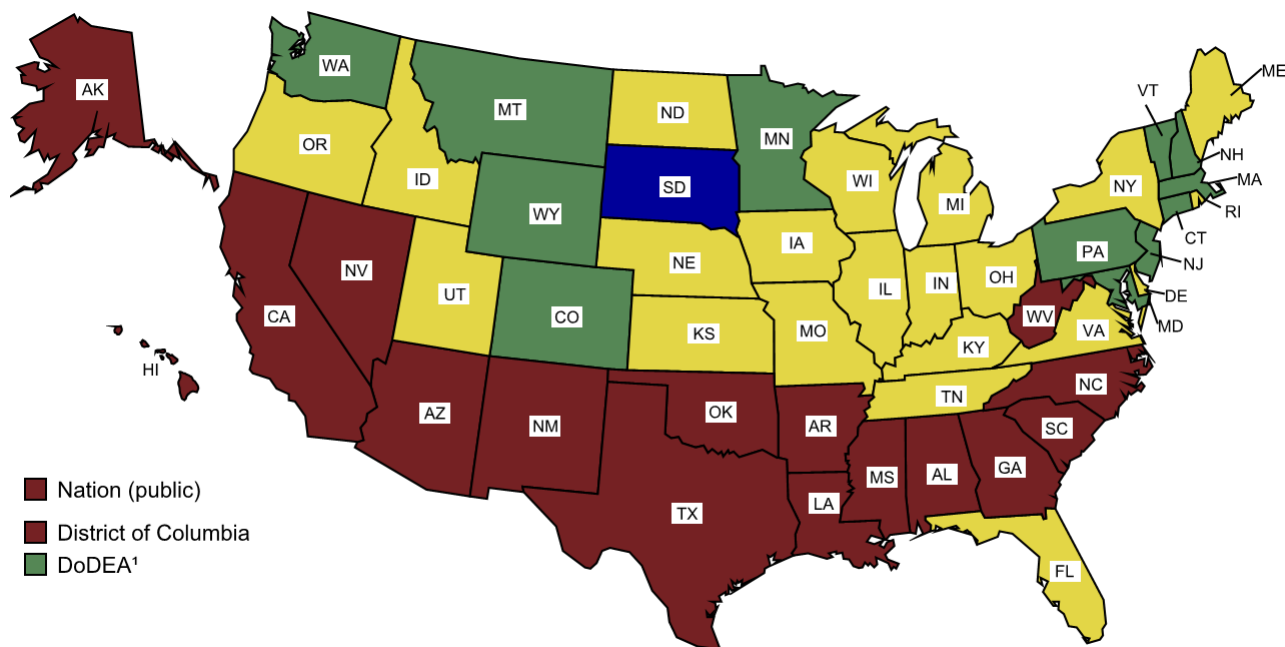 AK
WA
MT
ND
MN
OR
ID
WY
SD
WI
MI
NY
VT
ME
NH
MA
RI
CT
NJ
PA
DE
MD
NV
CA
UT
CO
NE
IA
KS
MO
IL
IN
OH
WV
VA
KY
TN
NC
SC
HI
AZ
NM
OK
AR
TX
LA
MS
AL
GA
FL
Nation (public)
District of Columbia
DoDEA¹